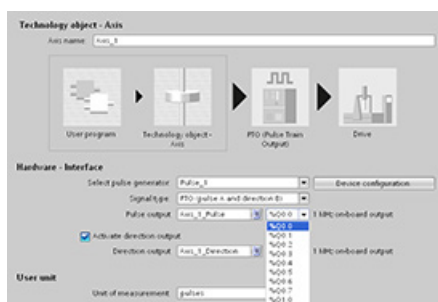 Technology object - Axis
Axis name: Axis_1
User program
Technology object - Axis
PTO (Pulse Train Output)
Drive
Hardware - Interface
Select pulse generator: Pulse_1 Device configuration
Signal type: PTO (pulse A and direction B)
Pulse output: Axis_1_Pulse %Q0.0 1 MHz on-board output
%Q0.0
%Q0.1
%Q0.2
%Q0.3
%Q0.4
%Q0.5
%Q0.6
%Q0.7
%Q1.0
Activate direction output
Direction output: Axis_1_Direction 1 MHz on-board output
User unit
Unit of measurement: pulses